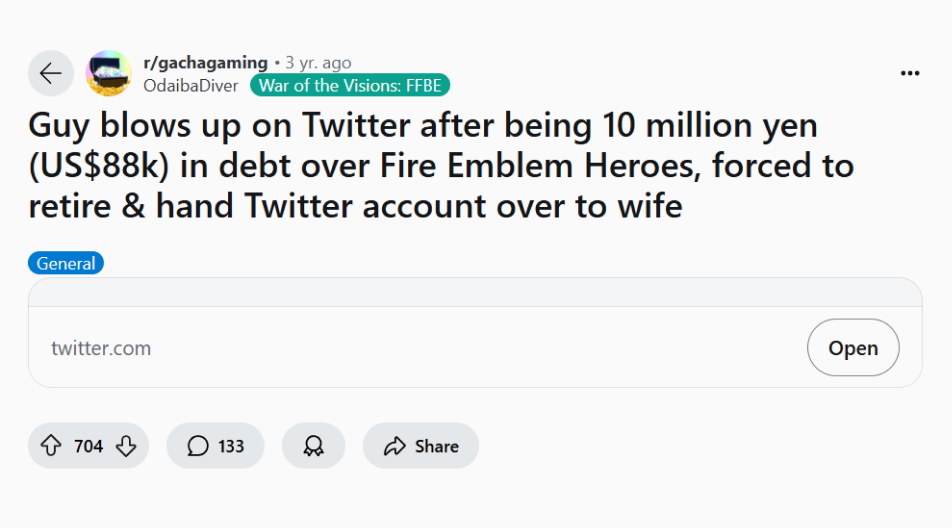 r/gachagaming • 3 yr. ago
OdaibaDiver War of the Visions: FFBE
Guy blows up on Twitter after being 10 million yen
(US$88k) in debt over Fire Emblem Heroes, forced to
retire & hand Twitter account over to wife
General
twitter.com
Open
704
133
Share